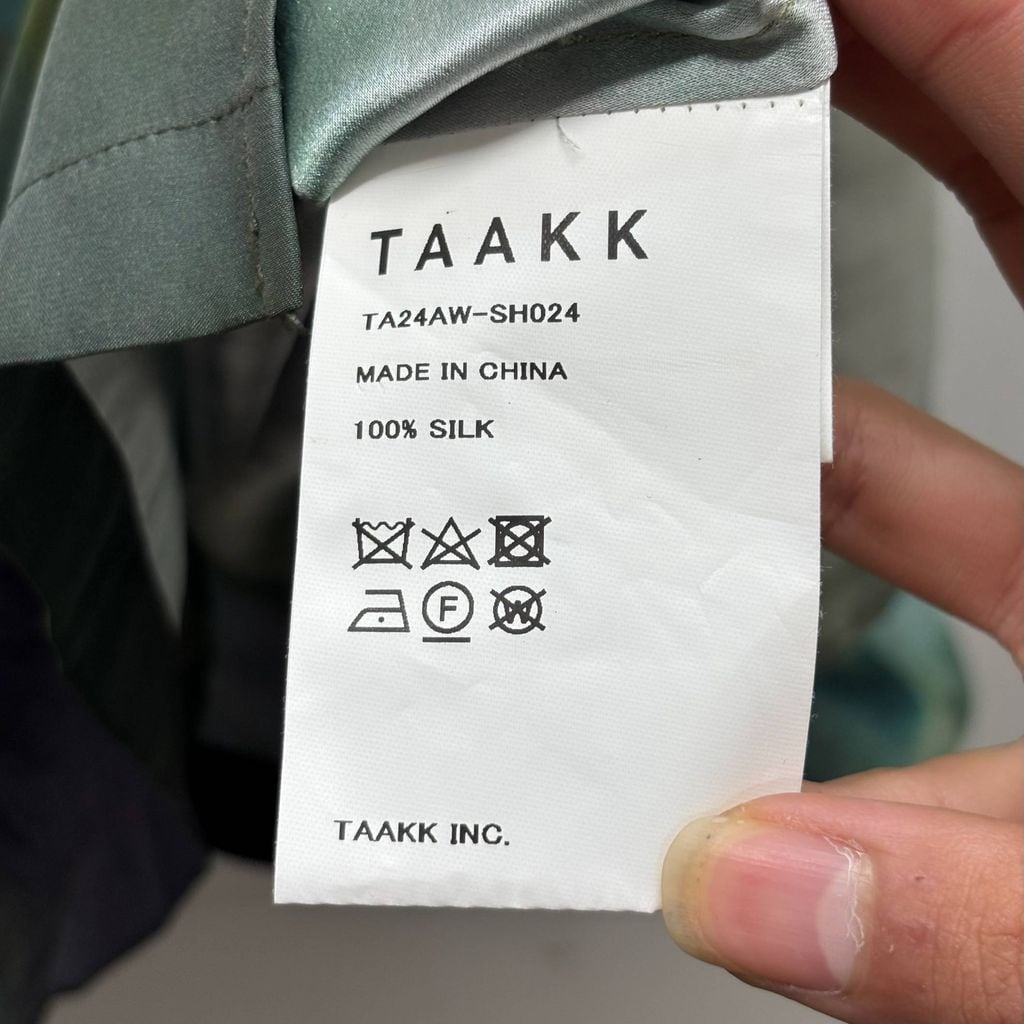 TAAKK
TA24AW-SH024
MADE IN CHINA
100% SILK
F W
TAAKK INC.